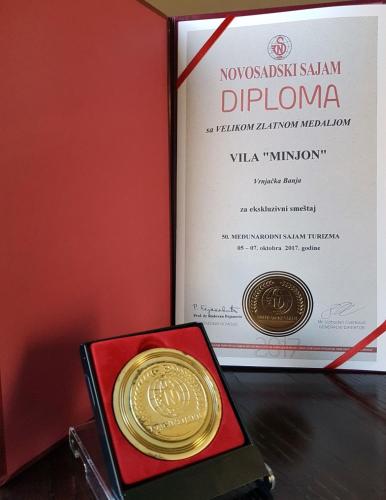 NOVOSADSKI SAJAM
DIPLOMA
sa VELIKOM ZLATNOM MEDALJOM
VILA "MINJON"
Vrnjačka Banja
za ekskluzivni smeštaj
50. MEĐUNARODNI SAJAM TURIZMA
05 – 07. oktobra 2017. godine
2017